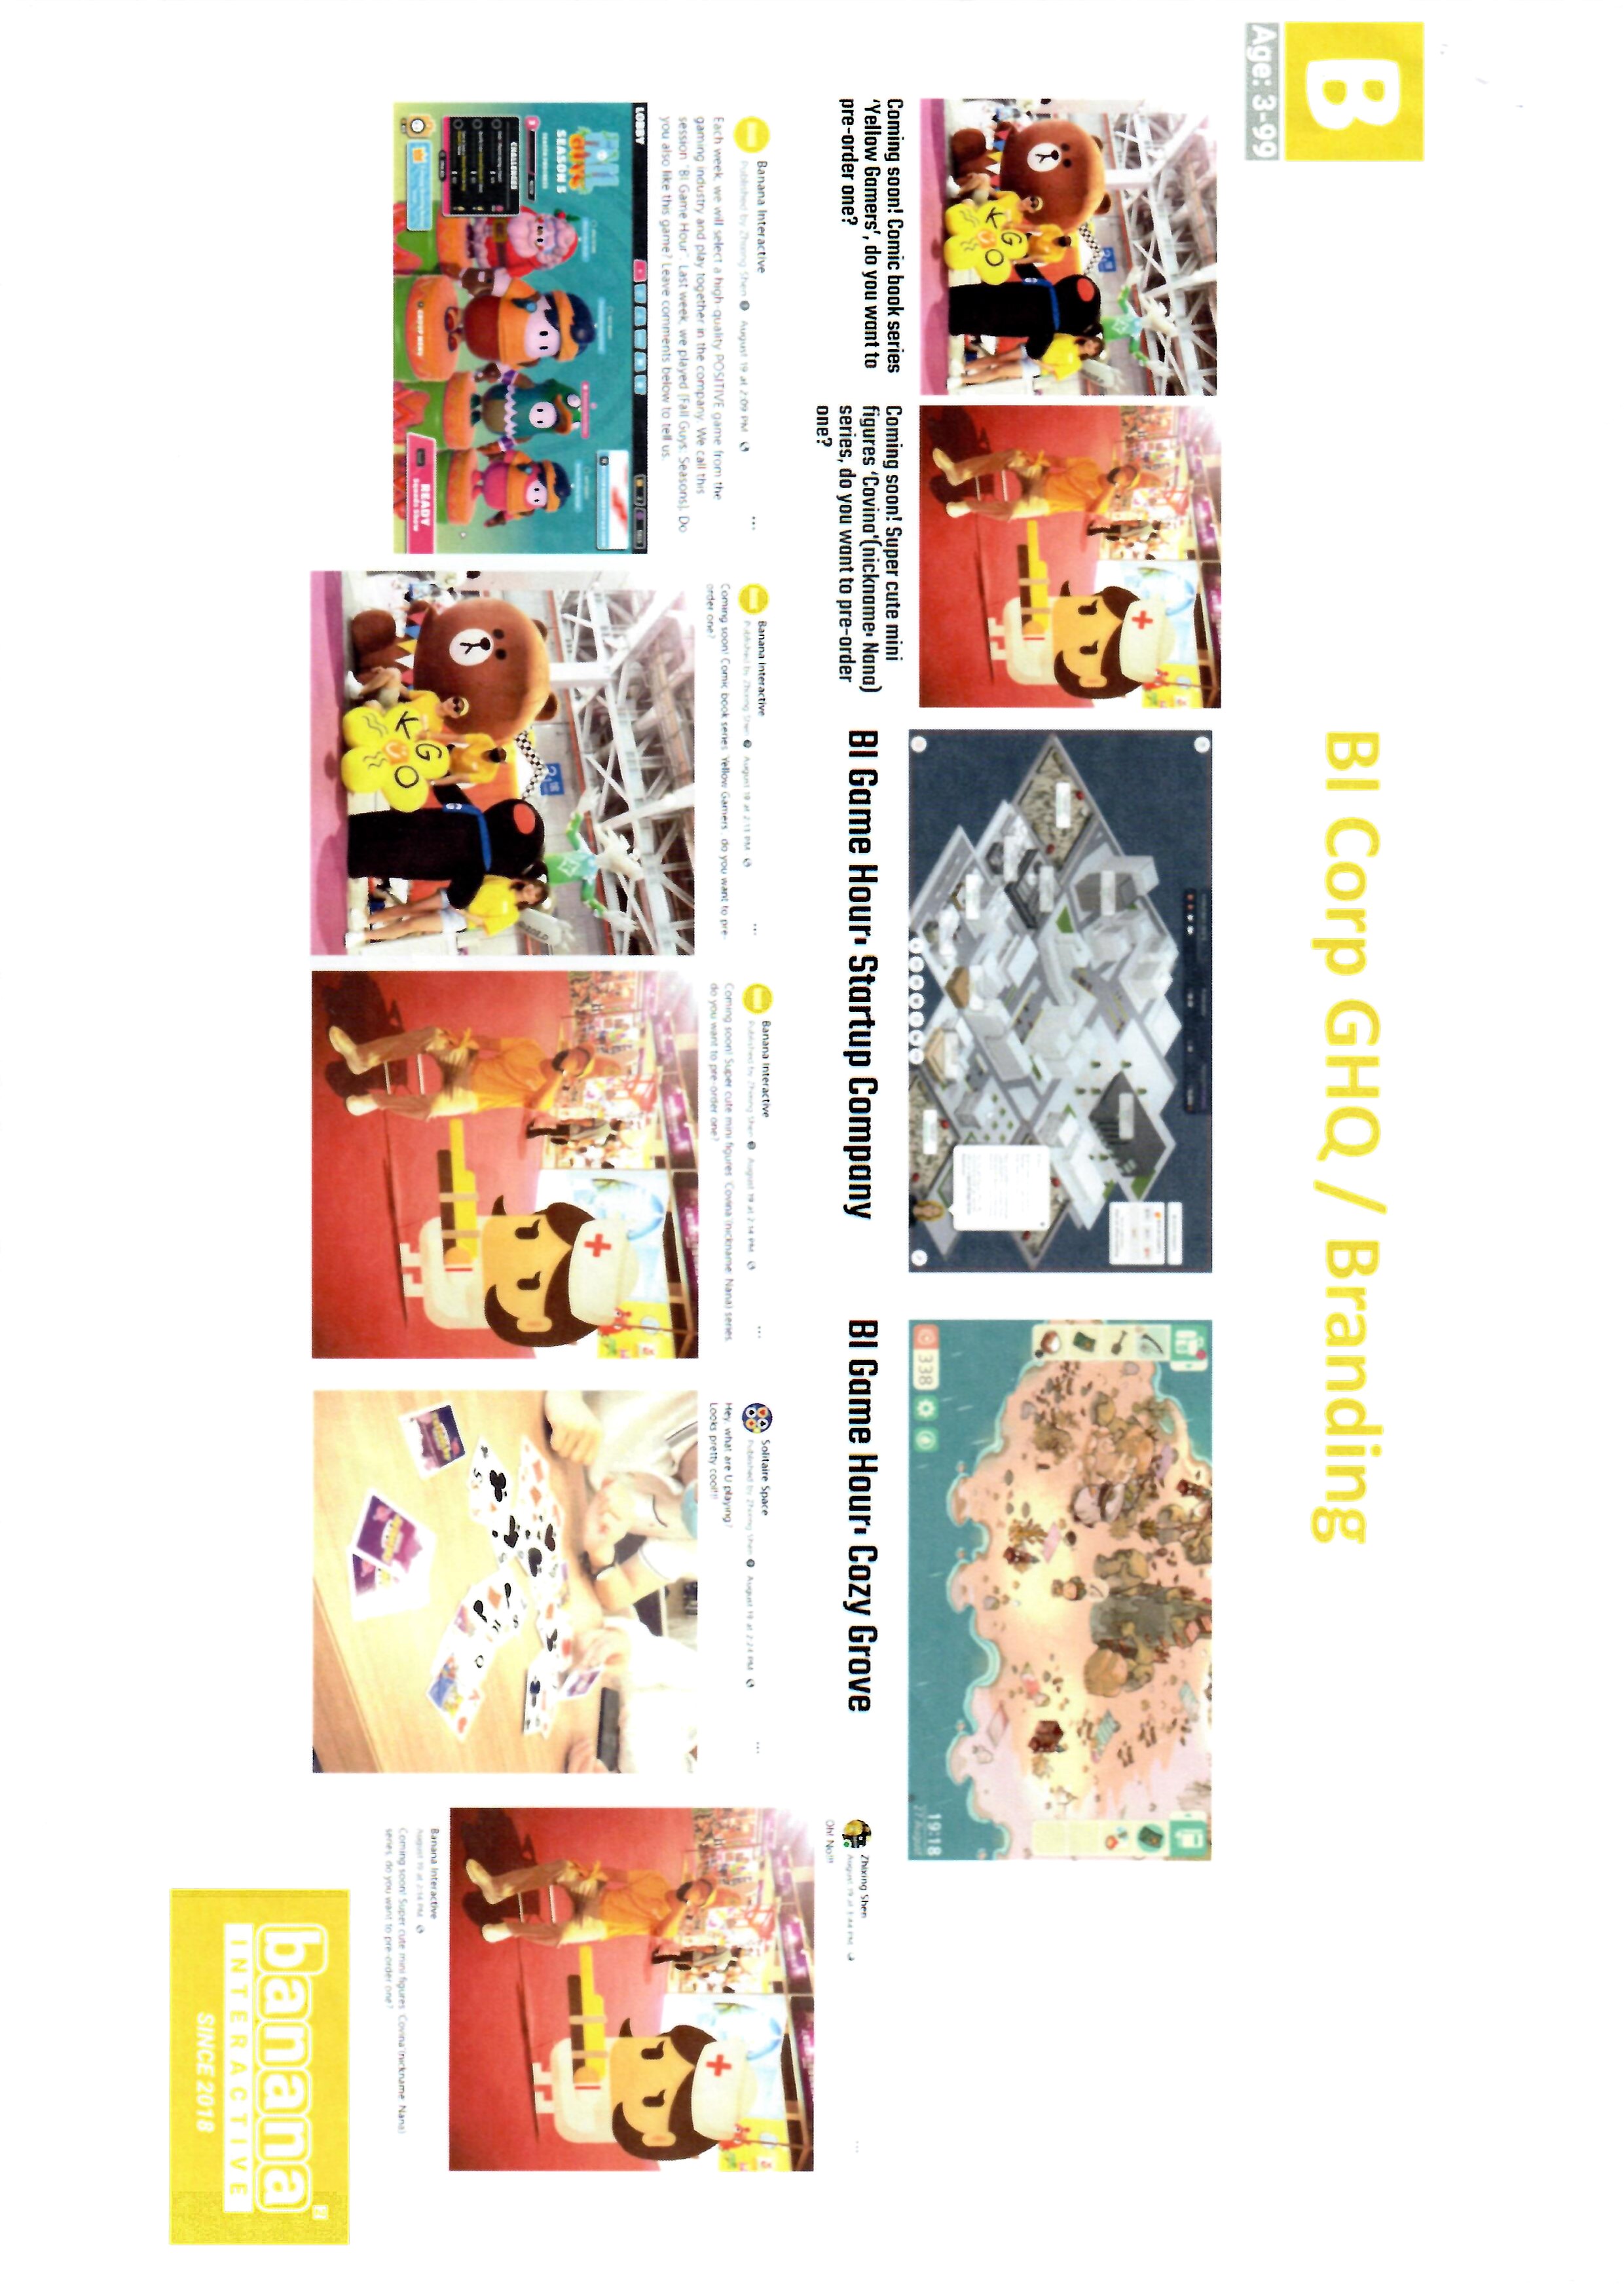 B
Age: 3-99
BI Corp GHQ / Branding
Coming soon! Comic book series
'Yellow Gamers', do you want to
pre-order one?
Coming soon! Super cute mini
figures 'Covina'(nickname: Nana)
series, do you want to pre-order
one?
BI Game Hour: Startup Company
338
19:18
27 August
BI Game Hour: Cozy Grove
Banana Interactive
Published by Zhixing Shen August 19 at 2:09 PM
Each week, we will select a high-quality POSITIVE game from the
gaming industry and play together in the company. We call this
session "BI Game Hour". Last week, we played [Fall Guys: Seasons]. Do
you also like this game? Leave comments below to tell us.
LOBBY
SEASON 5
CHALLENGES
READY
Squads Show
Banana Interactive
Published by Zhixing Shen August 19 at 2:11 PM
Coming soon! Comic book series 'Yellow Gamers', do you want to pre-
order one?
KGO
Banana Interactive
Published by Zhixing Shen August 19 at 2:14 PM
Coming soon! Super cute mini figures 'Covina'(nickname: Nana) series,
do you want to pre-order one?
Solitaire Space
Published by Zhixing Shen August 19 at 2:24 PM
Hey, what are U playing?
Looks pretty cool!!!
Zhixing Shen
August 19 at 3:44 PM
Oh! No!!!
Banana Interactive
August 19 at 2:14 PM
Coming soon! Super cute mini figures 'Covina'(nickname: Nana)
series, do you want to pre-order one?
banana
INTERACTIVE
SINCE 2018